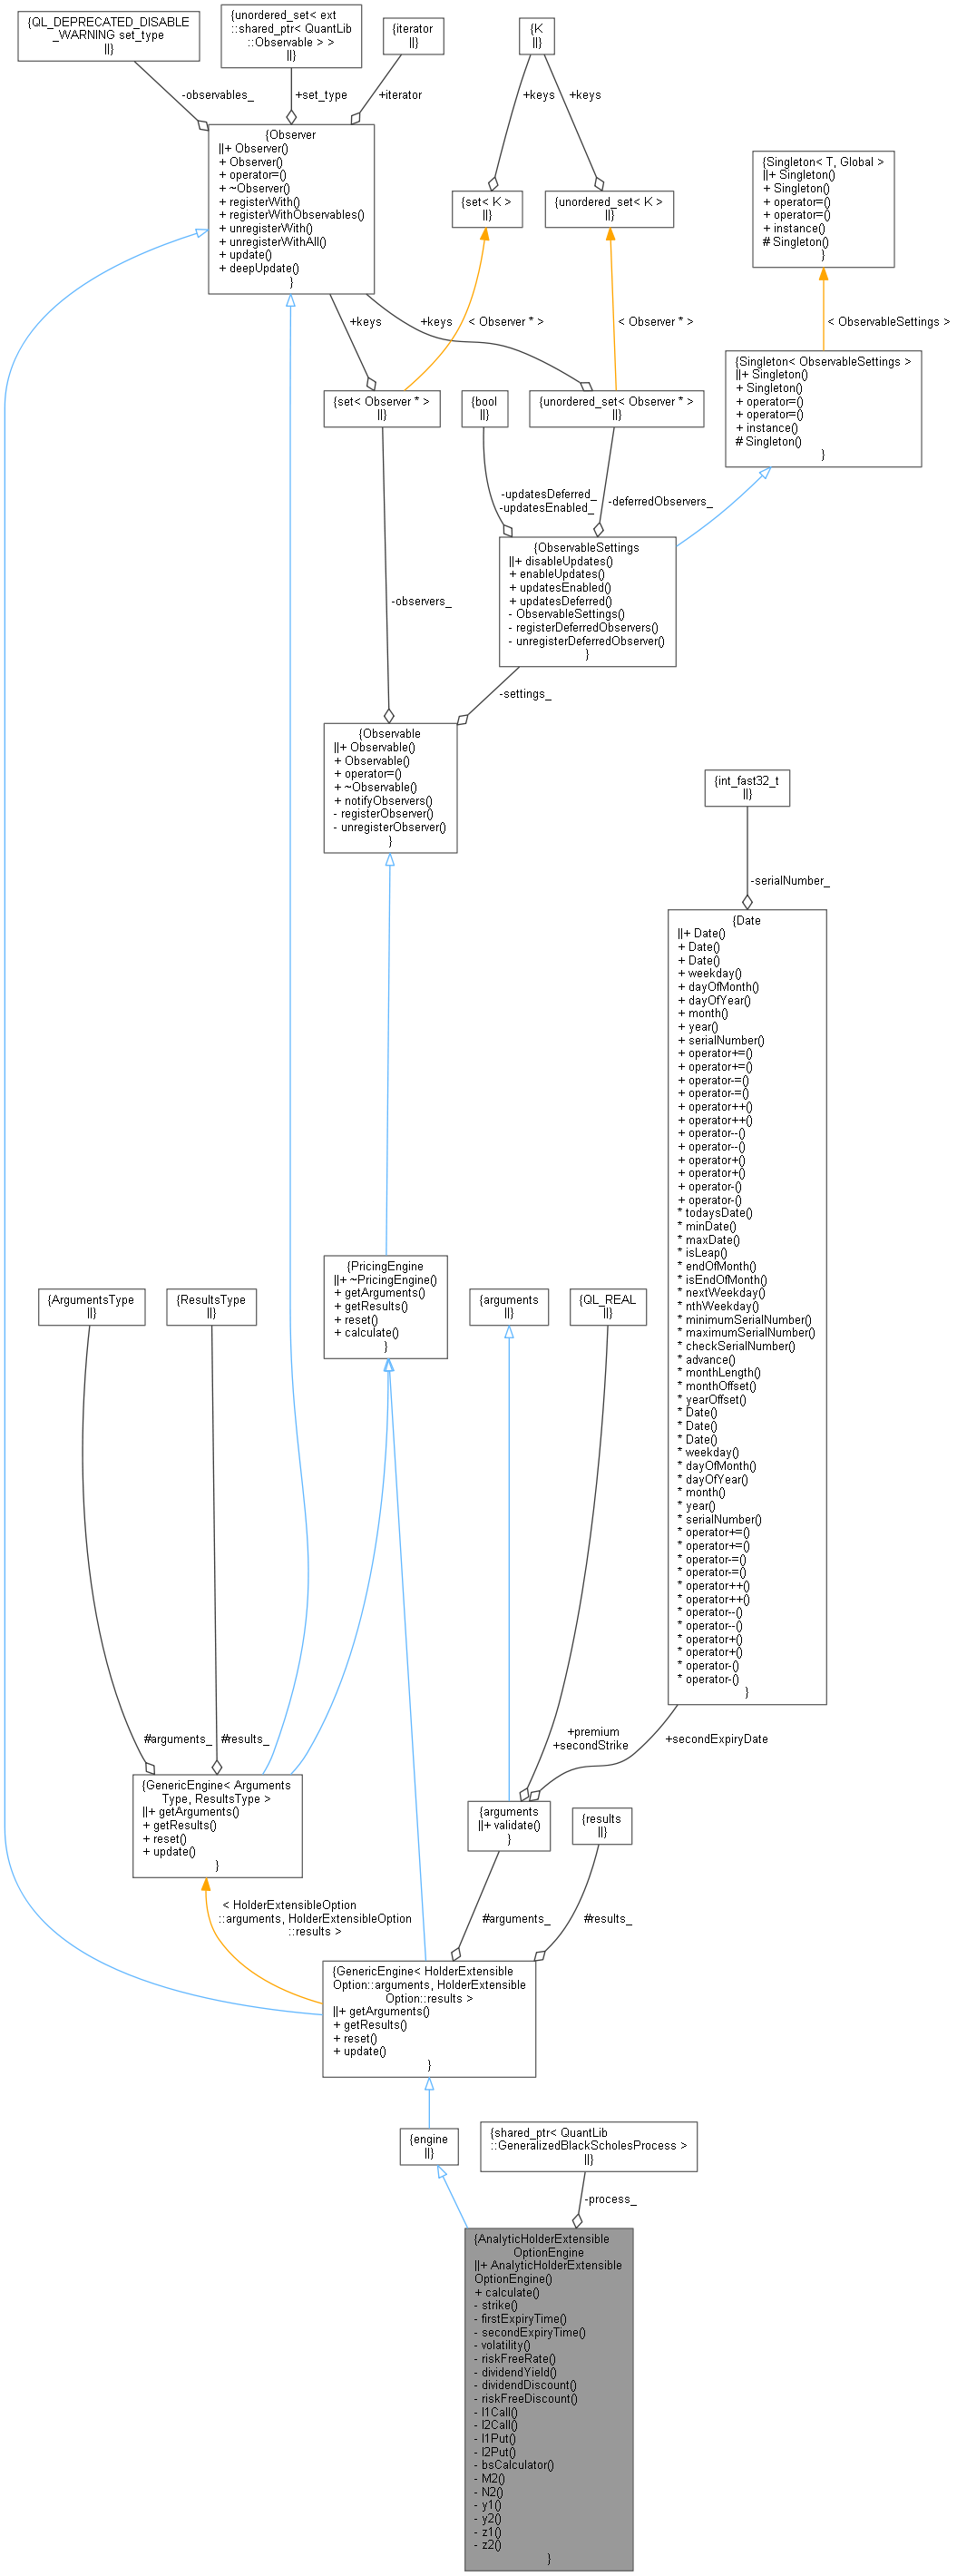 {QL_DEPRECATED_DISABLE
_WARNING set_type
||}
{unordered_set< ext
::shared_ptr< QuantLib
::Observable > >
||}
{iterator
||}
{K
||}
-observables_
+set_type
+iterator
+keys
+keys
{Observer
||+ Observer()
+ Observer()
+ operator=()
+ ~Observer()
+ registerWith()
+ registerWithObservables()
+ unregisterWith()
+ unregisterWithAll()
+ update()
+ deepUpdate()
}
{set< K >
||}
{unordered_set< K >
||}
{Singleton< T, Global >
||+ Singleton()
+ Singleton()
+ operator=()
+ operator=()
+ instance()
# Singleton()
}
+keys
+keys
< Observer * >
< Observer * >
< ObservableSettings >
{set< Observer * >
||}
{bool
||}
{unordered_set< Observer * >
||}
{Singleton< ObservableSettings >
||+ Singleton()
+ Singleton()
+ operator=()
+ operator=()
+ instance()
# Singleton()
}
-updatesDeferred_
-updatesEnabled_
-deferredObservers_
{ObservableSettings
||+ disableUpdates()
+ enableUpdates()
+ updatesEnabled()
+ updatesDeferred()
- ObservableSettings()
- registerDeferredObservers()
- unregisterDeferredObserver()
}
-observers_
-settings_
{Observable
||+ Observable()
+ Observable()
+ operator=()
+ ~Observable()
+ notifyObservers()
- registerObserver()
- unregisterObserver()
}
{int_fast32_t
||}
-serialNumber_
{Date
||+ Date()
+ Date()
+ Date()
+ weekday()
+ dayOfMonth()
+ dayOfYear()
+ month()
+ year()
+ serialNumber()
+ operator+=()
+ operator+=()
+ operator-=()
+ operator-=()
+ operator++()
+ operator++()
+ operator--()
+ operator--()
+ operator+()
+ operator+()
+ operator-()
+ operator-()
* todaysDate()
* minDate()
* maxDate()
* isLeap()
* endOfMonth()
* isEndOfMonth()
* nextWeekday()
* nthWeekday()
* minimumSerialNumber()
* maximumSerialNumber()
* checkSerialNumber()
* advance()
* monthLength()
* monthOffset()
* yearOffset()
* Date()
* Date()
* Date()
* weekday()
* dayOfMonth()
* dayOfYear()
* month()
* year()
* serialNumber()
* operator+=()
* operator+=()
* operator-=()
* operator-=()
* operator++()
* operator++()
* operator--()
* operator--()
* operator+()
* operator+()
* operator-()
* operator-()
}
{PricingEngine
||+ ~PricingEngine()
+ getArguments()
+ getResults()
+ reset()
+ calculate()
}
{ArgumentsType
||}
{ResultsType
||}
{arguments
||}
{QL_REAL
||}
#arguments_
#results_
+premium
+secondStrike
+secondExpiryDate
{GenericEngine< Arguments
Type, ResultsType >
||+ getArguments()
+ getResults()
+ reset()
+ update()
}
{arguments
||+ validate()
}
{results
||}
< HolderExtensibleOption
::arguments, HolderExtensibleOption
::results >
#arguments_
#results_
{GenericEngine< HolderExtensible
Option::arguments, HolderExtensible
Option::results >
||+ getArguments()
+ getResults()
+ reset()
+ update()
}
{engine
||}
{shared_ptr< QuantLib
::GeneralizedBlackScholesProcess >
||}
-process_
{AnalyticHolderExtensible
OptionEngine
||+ AnalyticHolderExtensible
OptionEngine()
+ calculate()
- strike()
- firstExpiryTime()
- secondExpiryTime()
- volatility()
- riskFreeRate()
- dividendYield()
- dividendDiscount()
- riskFreeDiscount()
- I1Call()
- I2Call()
- I1Put()
- I2Put()
- bsCalculator()
- M2()
- N2()
- y1()
- y2()
- z1()
- z2()
}